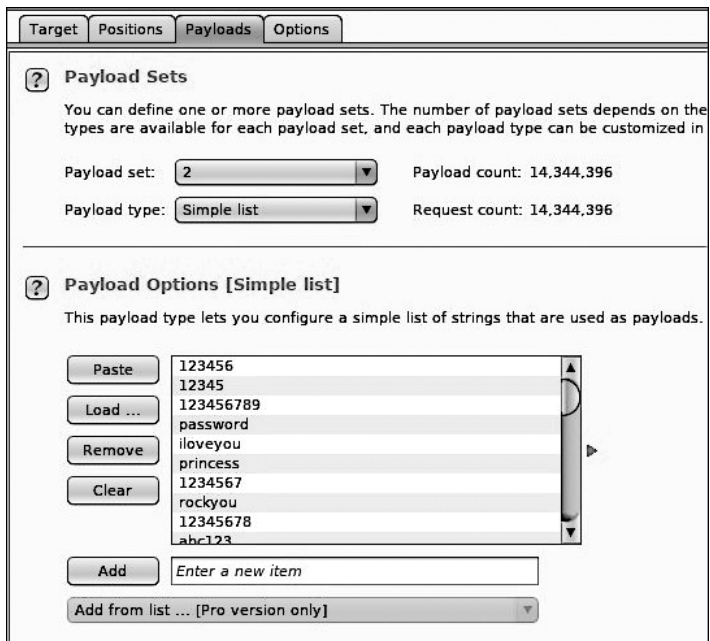 Target Positions Payloads Options
? Payload Sets
You can define one or more payload sets. The number of payload sets depends on the
types are available for each payload set, and each payload type can be customized in
Payload set: 2 Payload count: 14,344,396
Payload type: Simple list Request count: 14,344,396
? Payload Options [Simple list]
This payload type lets you configure a simple list of strings that are used as payloads.
Paste
Load ...
Remove
Clear
123456
12345
123456789
password
iloveyou
princess
1234567
rockyou
12345678
abc123
Add Enter a new item
Add from list ... [Pro version only]